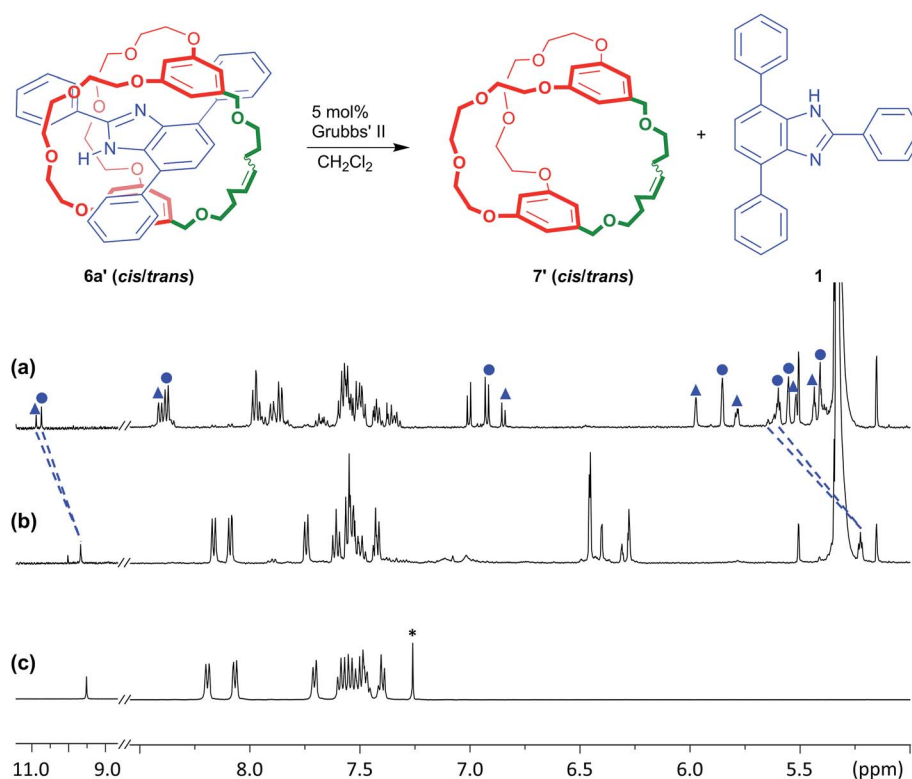 5 mol%
Grubbs' II
CH₂Cl₂
+
6a' (cis/trans)
7' (cis/trans)
1
O
O
O
O
O
O
O
O
O
O
N
N
H
O
O
O
O
O
O
O
O
O
O
NH
N
(a)
(b)
(c)
*
11.0 9.0 8.0 7.5 7.0 6.5 6.0 5.5 (ppm)